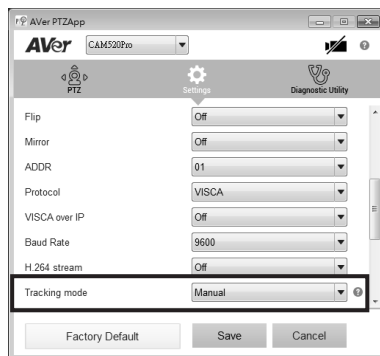 AVer PTZApp
AVer CAM520Pro
PTZ Settings Diagnostic Utility
Flip Off
Mirror Off
ADDR 01
Protocol VISCA
VISCA over IP Off
Baud Rate 9600
H.264 stream Off
Tracking mode Manual
Factory Default Save Cancel